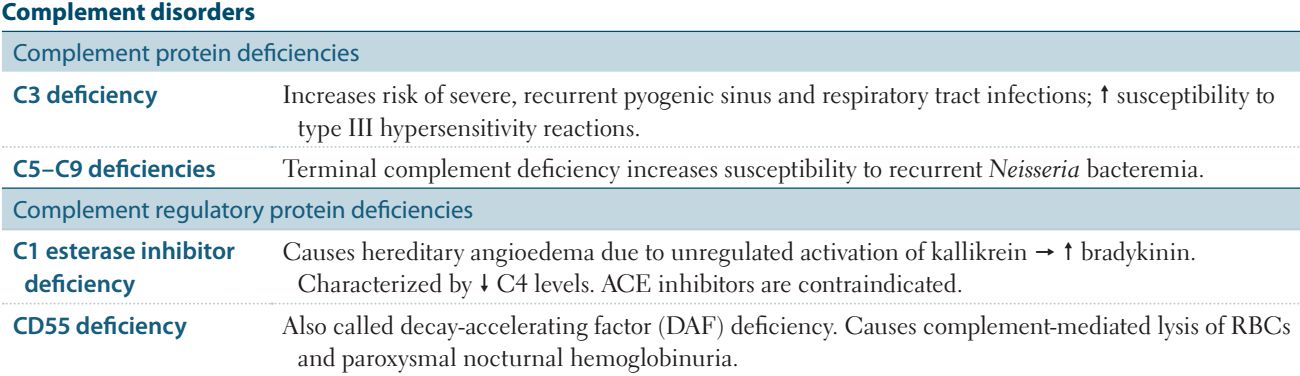 Complement disorders
Complement protein deficiencies
C3 deficiency
Increases risk of severe, recurrent pyogenic sinus and respiratory tract infections; ↑ susceptibility to
type III hypersensitivity reactions.
C5–C9 deficiencies
Terminal complement deficiency increases susceptibility to recurrent Neisseria bacteremia.
Complement regulatory protein deficiencies
C1 esterase inhibitor
deficiency
Causes hereditary angioedema due to unregulated activation of kallikrein → ↑ bradykinin.
Characterized by ↓ C4 levels. ACE inhibitors are contraindicated.
CD55 deficiency
Also called decay-accelerating factor (DAF) deficiency. Causes complement-mediated lysis of RBCs
and paroxysmal nocturnal hemoglobinuria.